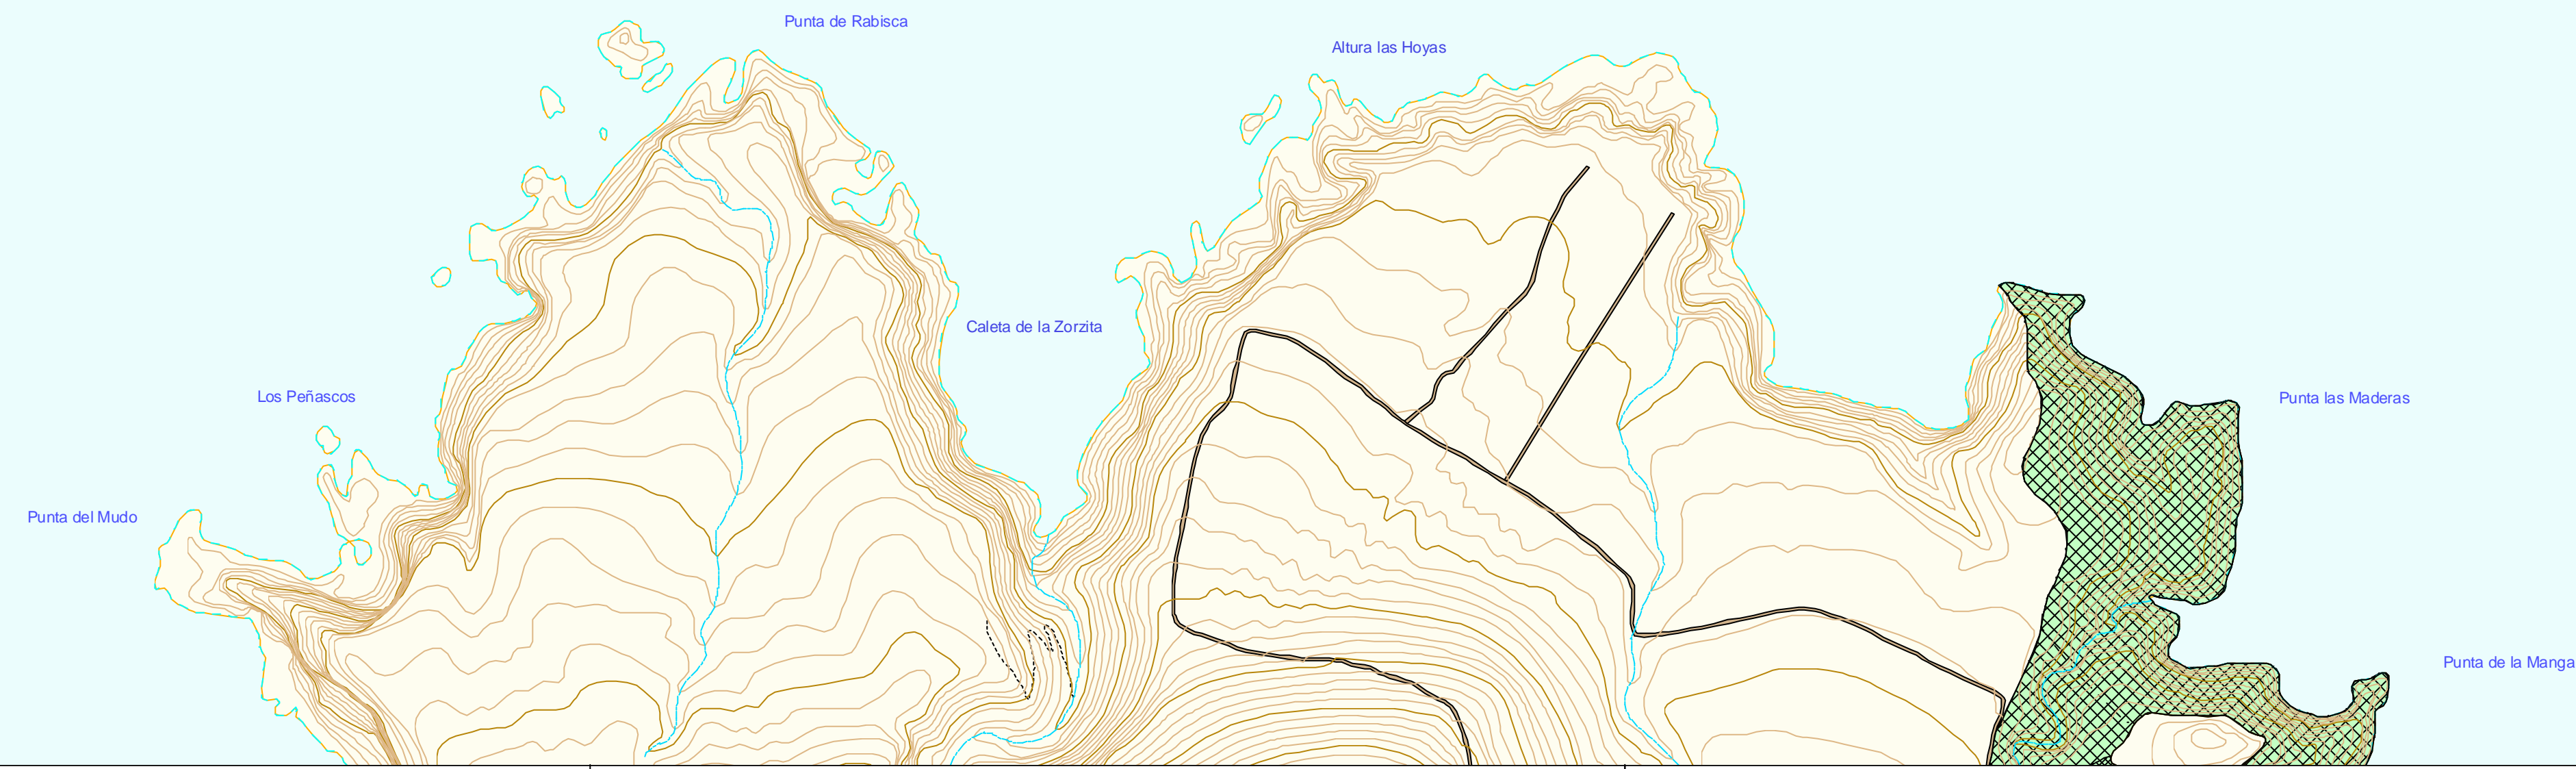 Punta de Rabisca
Altura las Hoyas
Caleta de la Zorzita
Los Peñascos
Punta las Maderas
Punta del Mudo
Punta de la Manga